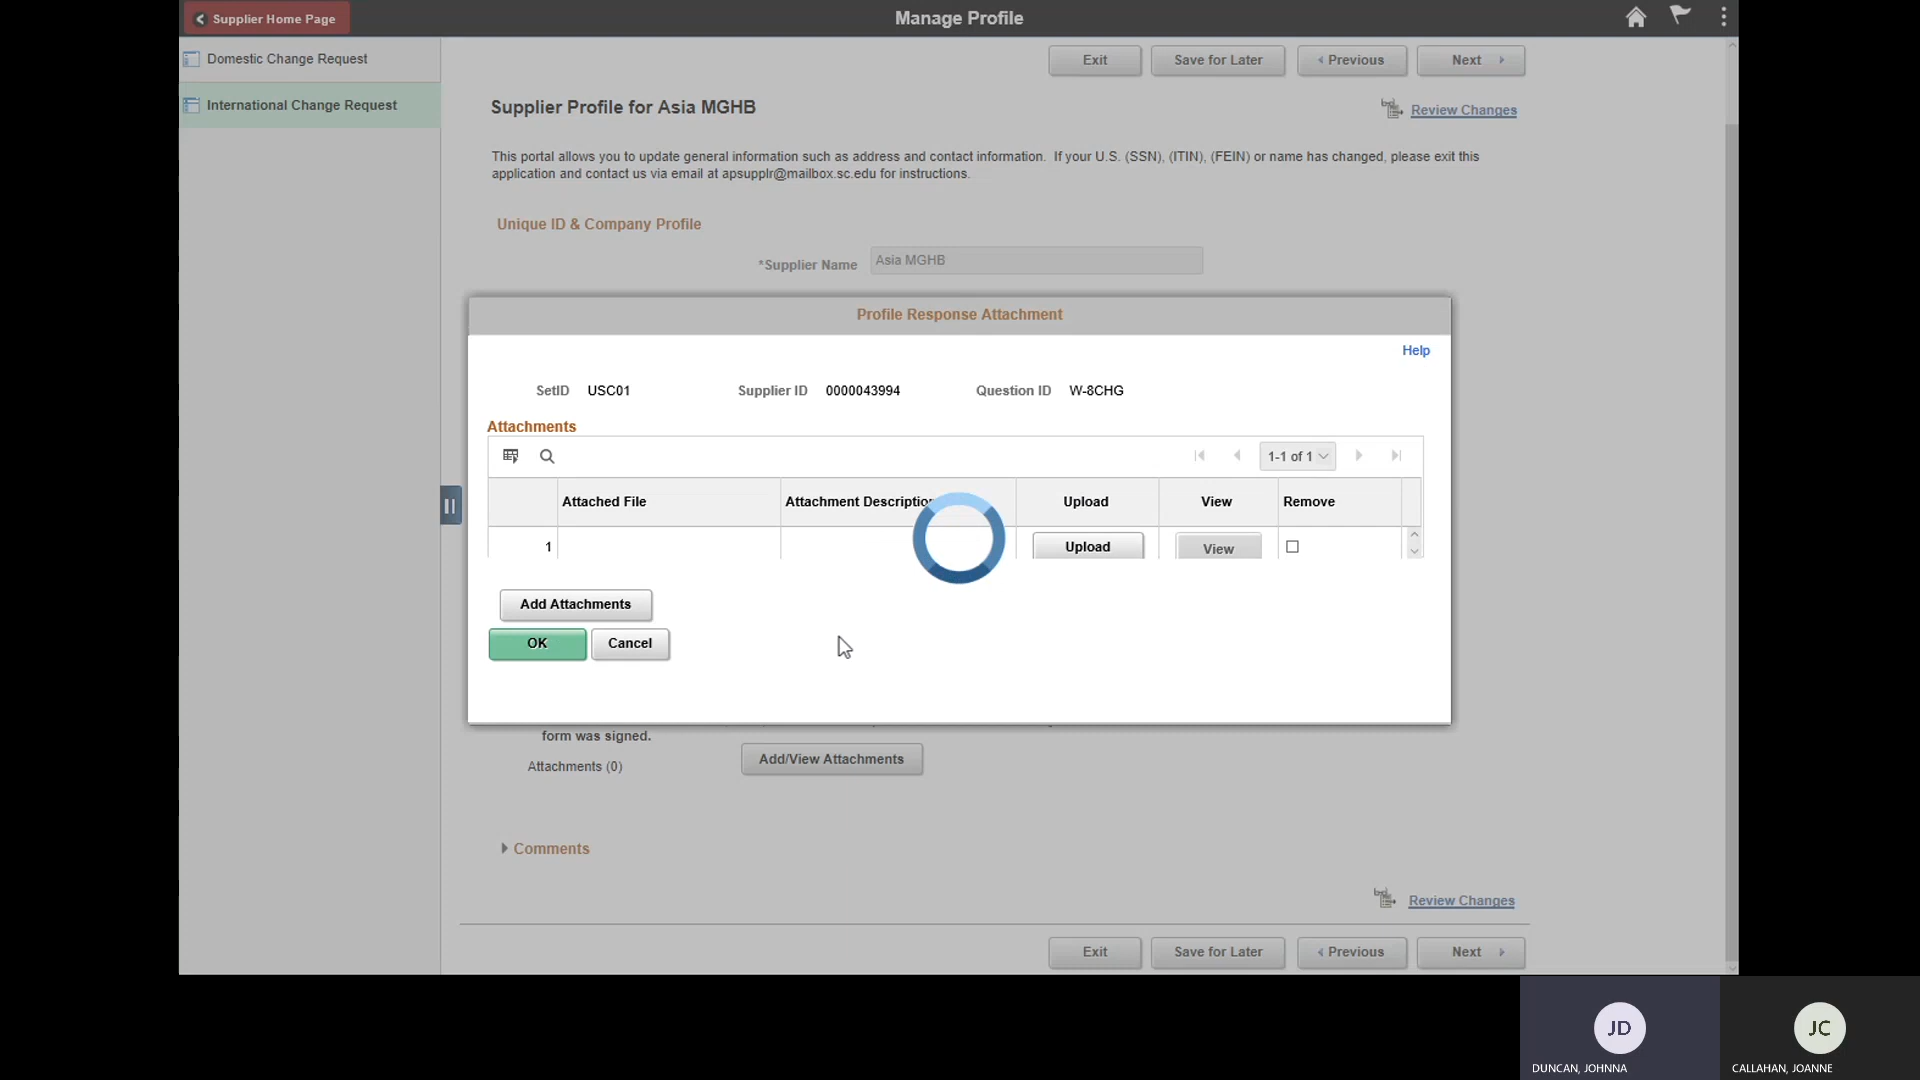 Supplier Home Page
Manage Profile
Domestic Change Request
International Change Request
Exit
Save for Later
Previous
Next
Supplier Profile for Asia MGHB
Review Changes
This portal allows you to update general information such as address and contact information.  If your U.S. (SSN), (ITIN), (FEIN) or name has changed, please exit this
application and contact us via email at apsupplr@mailbox.sc.edu for instructions.
Unique ID & Company Profile
*Supplier Name
Asia MGHB
Profile Response Attachment
Help
SetID USC01
Supplier ID 0000043994
Question ID W-8CHG
Attachments
1-1 of 1
Attached File
Attachment Description
Upload
View
Remove
1
Upload
View
Add Attachments
OK
Cancel
form was signed.
Attachments (0)
Add/View Attachments
Comments
Review Changes
Exit
Save for Later
Previous
Next
JD
DUNCAN, JOHNNA
JC
CALLAHAN, JOANNE